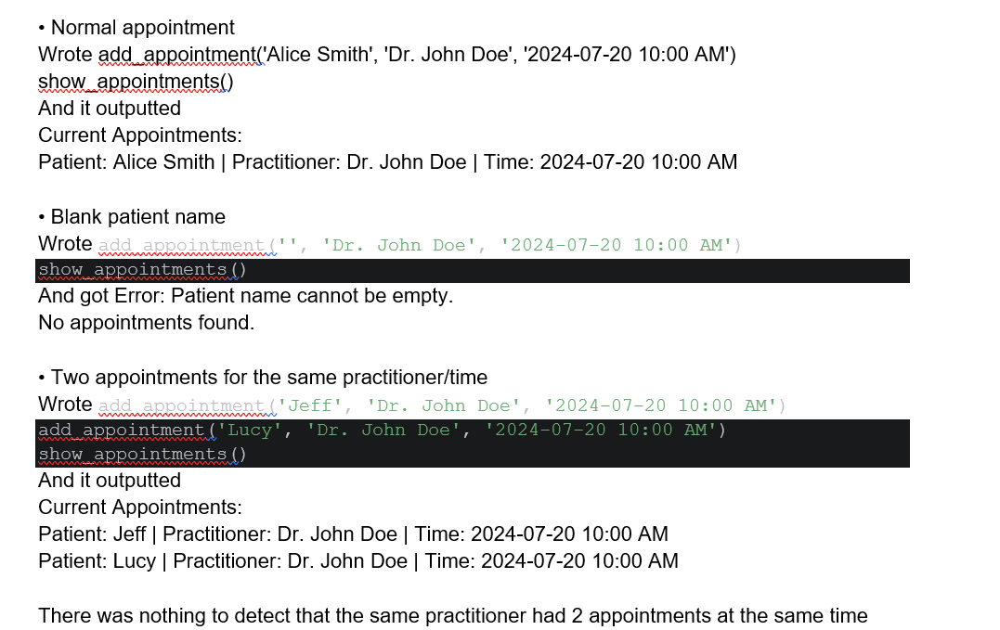 • Normal appointment
Wrote add_appointment('Alice Smith', 'Dr. John Doe', '2024-07-20 10:00 AM')
show_appointments()
And it outputted
Current Appointments:
Patient: Alice Smith | Practitioner: Dr. John Doe | Time: 2024-07-20 10:00 AM
• Blank patient name
Wrote add_appointment('', 'Dr. John Doe', '2024-07-20 10:00 AM')
show_appointments()
And got Error: Patient name cannot be empty.
No appointments found.
• Two appointments for the same practitioner/time
Wrote add_appointment('Jeff', 'Dr. John Doe', '2024-07-20 10:00 AM')
add_appointment('Lucy', 'Dr. John Doe', '2024-07-20 10:00 AM')
show_appointments()
And it outputted
Current Appointments:
Patient: Jeff | Practitioner: Dr. John Doe | Time: 2024-07-20 10:00 AM
Patient: Lucy | Practitioner: Dr. John Doe | Time: 2024-07-20 10:00 AM
There was nothing to detect that the same practitioner had 2 appointments at the same time